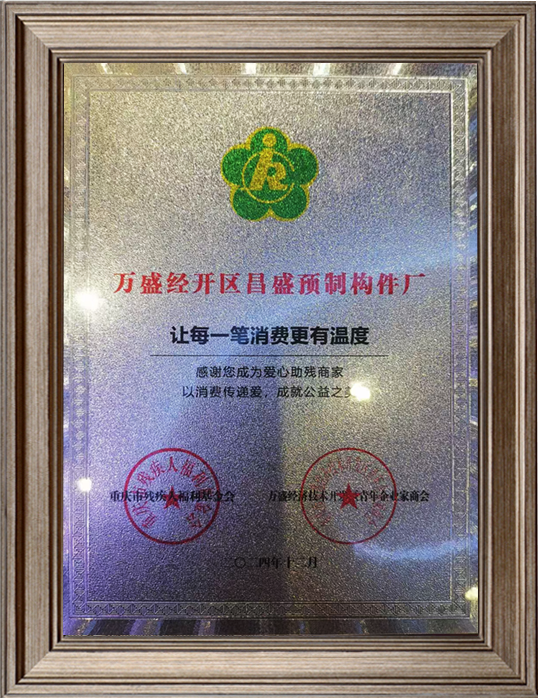 万盛经开区昌盛预制构件厂
让每一笔消费更有温度
感谢您成为爱心助残商家
以消费传递爱，成就公益之美
重庆市残疾人福利基金会
万盛经济技术开发区青年企业家商会
二〇二四年十二月